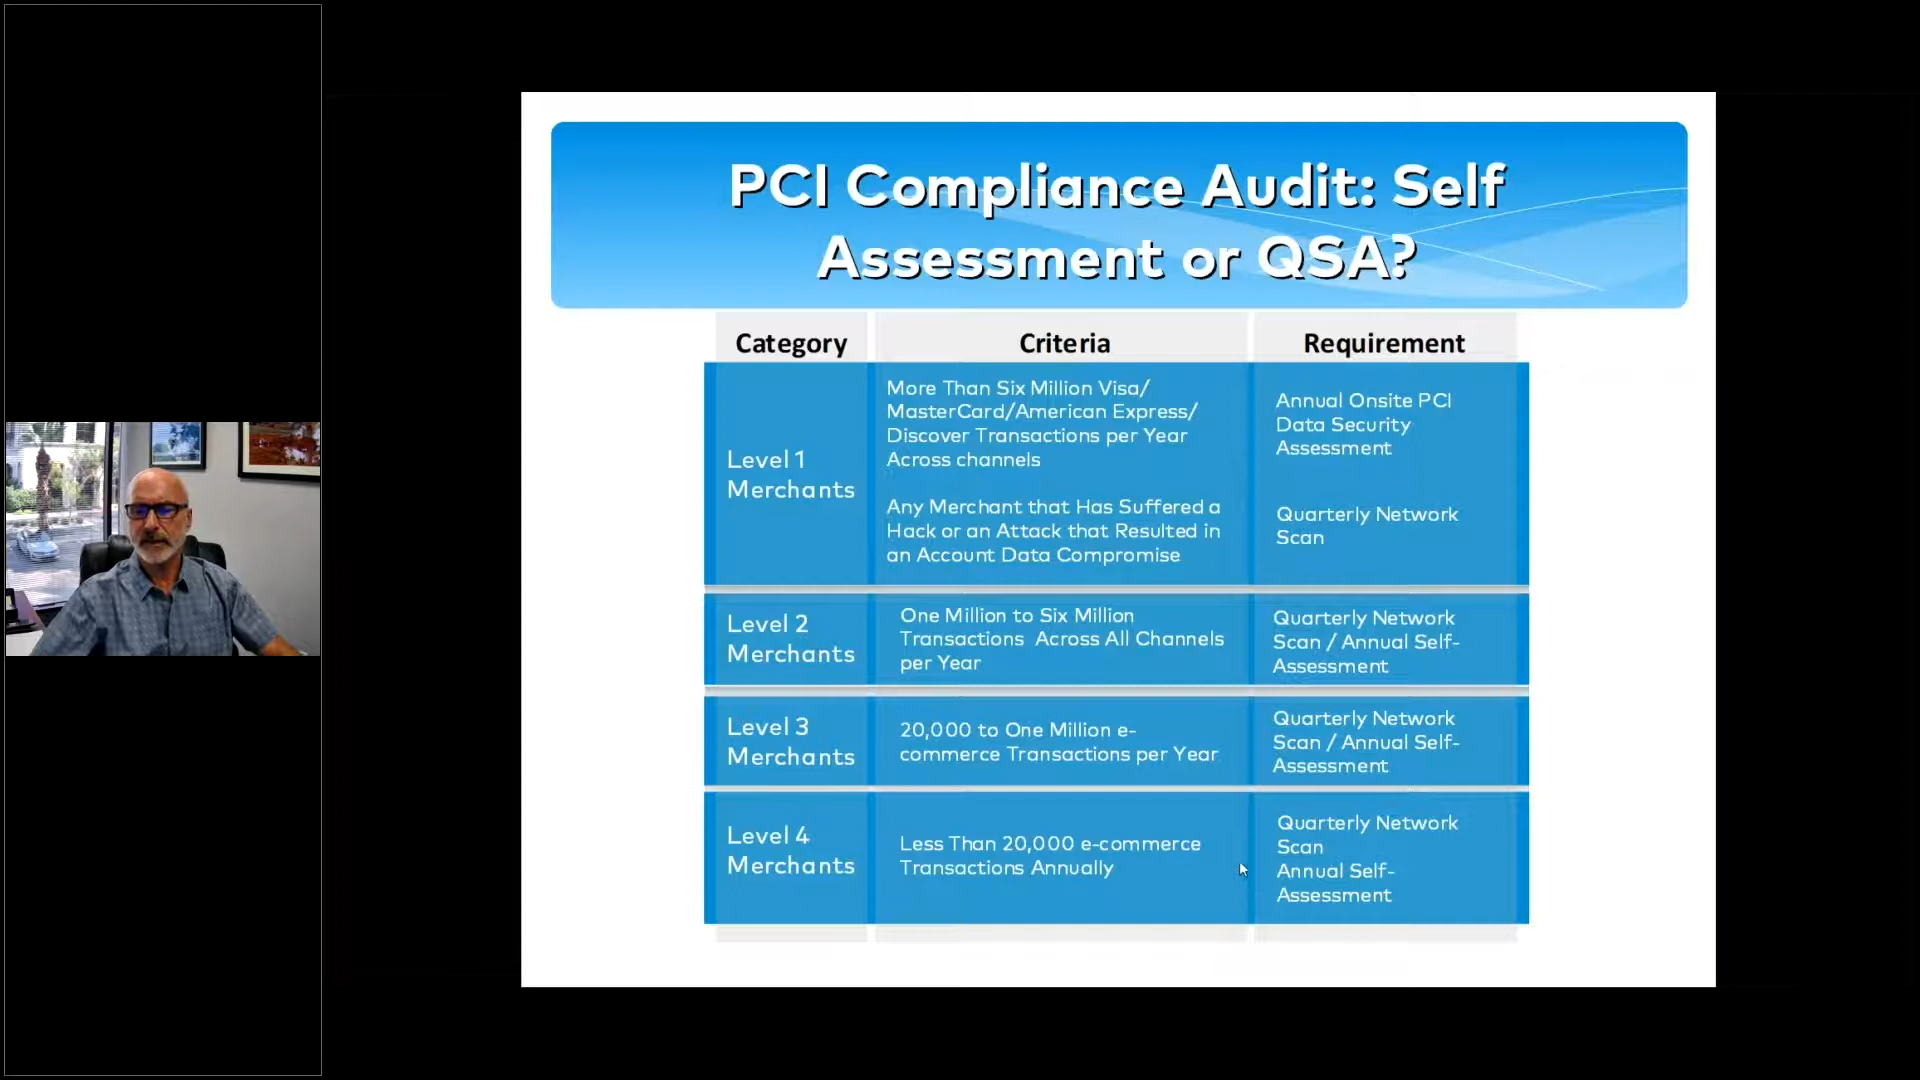 PCI Compliance Audit: Self
Assessment or QSA?
Category
Criteria
Requirement
Level 1
Merchants
More Than Six Million Visa/
MasterCard/American Express/
Discover Transactions per Year
Across channels
Any Merchant that Has Suffered a
Hack or an Attack that Resulted in
an Account Data Compromise
Annual Onsite PCI
Data Security
Assessment
Quarterly Network
Scan
Level 2
Merchants
One Million to Six Million
Transactions Across All Channels
per Year
Quarterly Network
Scan / Annual Self-
Assessment
Level 3
Merchants
20,000 to One Million e-
commerce Transactions per Year
Quarterly Network
Scan / Annual Self-
Assessment
Level 4
Merchants
Less Than 20,000 e-commerce
Transactions Annually
Quarterly Network
Scan
Annual Self-
Assessment